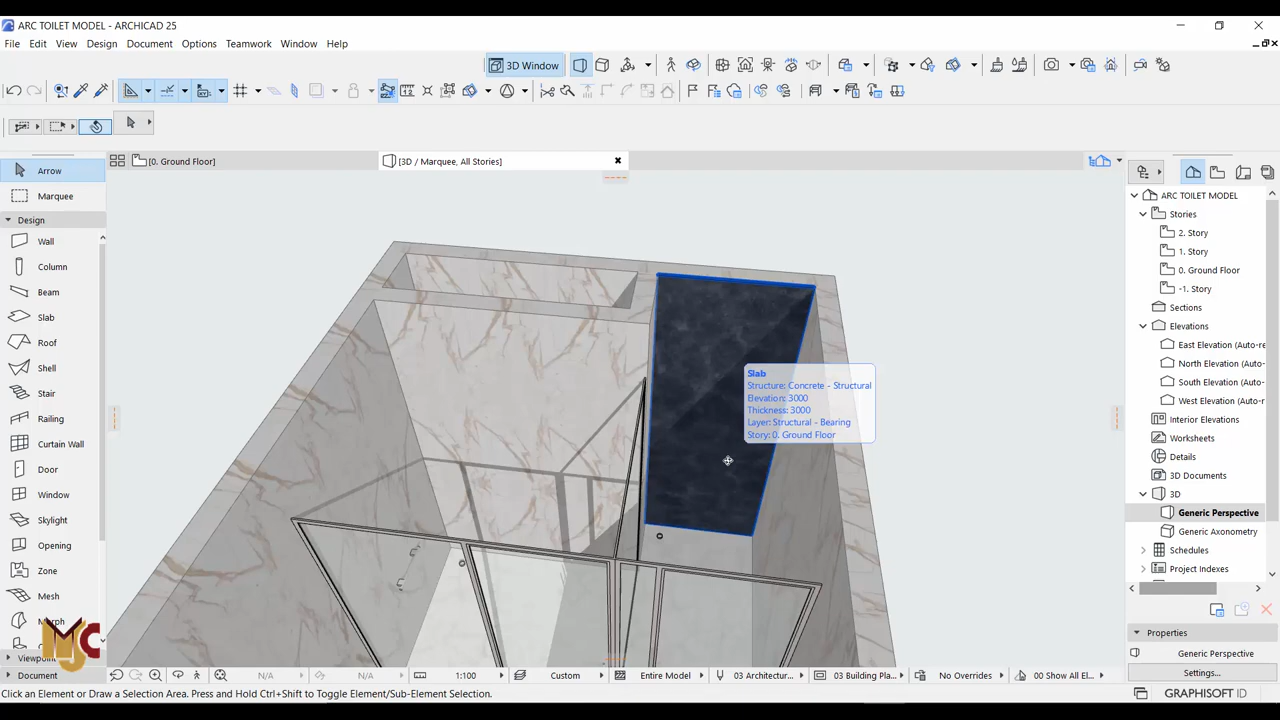 ARC TOILET MODEL - ARCHICAD 25
File Edit View Design Document Options Teamwork Window Help
3D Window
[0. Ground Floor]
[3D / Marquee, All Stories]
Arrow
Marquee
Design
Wall
Column
Beam
Slab
Roof
Shell
Stair
Railing
Curtain Wall
Door
Window
Skylight
Opening
Zone
Mesh
Morph
Viewpoint
Document
MJC
Slab
Structure: Concrete - Structural
Elevation: 3000
Thickness: 3000
Layer: Structural - Bearing
Story: 0. Ground Floor
ARC TOILET MODEL
Stories
2. Story
1. Story
0. Ground Floor
-1. Story
Sections
Elevations
East Elevation (Auto-re
North Elevation (Auto-r
South Elevation (Auto-r
West Elevation (Auto-r
Interior Elevations
Worksheets
Details
3D Documents
3D
Generic Perspective
Generic Axonometry
Schedules
Project Indexes
Properties
Generic Perspective
Settings...
N/A N/A 1:100 Custom Entire Model 03 Architectur... 03 Building Pla... No Overrides 00 Show All El...
Click an Element or Draw a Selection Area. Press and Hold Ctrl+Shift to Toggle Element/Sub-Element Selection.
GRAPHISOFT ID